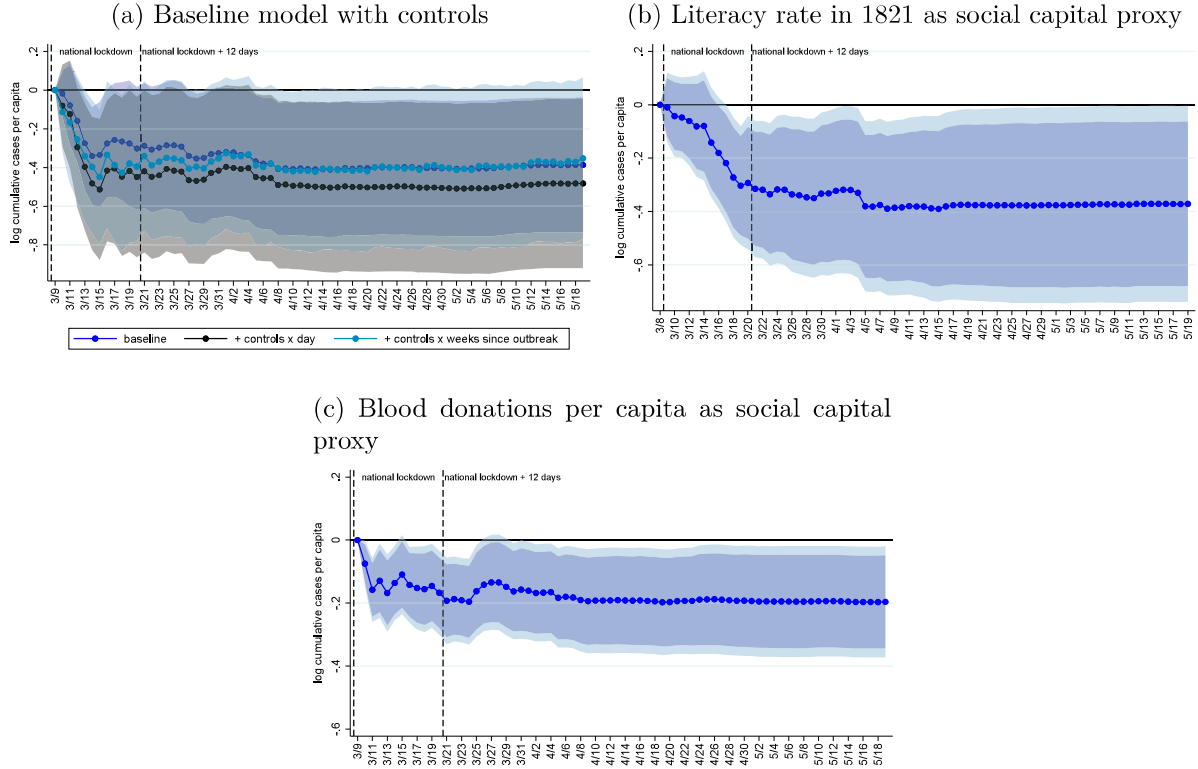 (a) Baseline model with controls
.2
0
-.2
-.4
-.6
-.8
log cumulative cases per capita
national lockdown
national lockdown + 12 days
3/9 3/11 3/13 3/15 3/17 3/19 3/21 3/23 3/25 3/27 3/29 3/31 4/2 4/4 4/6 4/8 4/10 4/12 4/14 4/16 4/18 4/20 4/22 4/24 4/26 4/28 4/30 5/2 5/4 5/6 5/8 5/10 5/12 5/14 5/16 5/18
baseline
+ controls x day
+ controls x weeks since outbreak
(b) Literacy rate in 1821 as social capital proxy
.2
0
-.2
-.4
-.6
log cumulative cases per capita
national lockdown
national lockdown + 12 days
3/8 3/10 3/12 3/14 3/16 3/18 3/20 3/22 3/24 3/26 3/28 3/30 4/1 4/3 4/5 4/7 4/9 4/11 4/13 4/15 4/17 4/19 4/21 4/23 4/25 4/27 4/29 5/1 5/3 5/5 5/7 5/9 5/11 5/13 5/15 5/17 5/19
(c) Blood donations per capita as social capital
proxy
.2
0
-.2
-.4
-.6
log cumulative cases per capita
national lockdown
national lockdown + 12 days
3/9 3/11 3/13 3/15 3/17 3/19 3/21 3/23 3/25 3/27 3/29 3/31 4/2 4/4 4/6 4/8 4/10 4/12 4/14 4/16 4/18 4/20 4/22 4/24 4/26 4/28 4/30 5/2 5/4 5/6 5/8 5/10 5/12 5/14 5/16 5/18